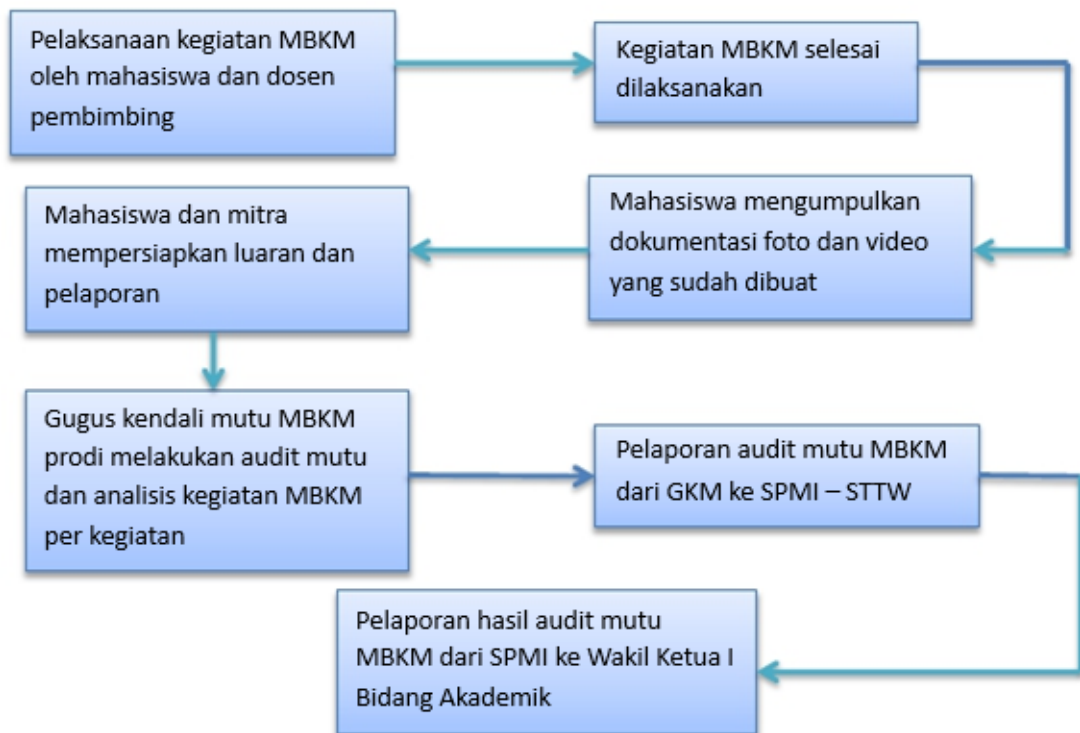 Pelaksanaan kegiatan MBKM
oleh mahasiswa dan dosen
pembimbing
Kegiatan MBKM selesai
dilaksanakan
Mahasiswa mengumpulkan
dokumentasi foto dan video
yang sudah dibuat
Mahasiswa dan mitra
mempersiapkan luaran dan
pelaporan
Gugus kendali mutu MBKM
prodi melakukan audit mutu
dan analisis kegiatan MBKM
per kegiatan
Pelaporan audit mutu MBKM
dari GKM ke SPMI – STTW
Pelaporan hasil audit mutu
MBKM dari SPMI ke Wakil Ketua I
Bidang Akademik